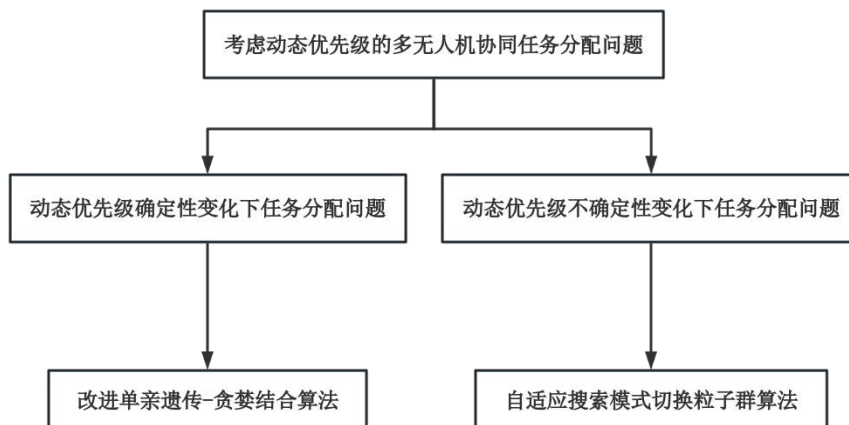 考虑动态优先级的多无人机协同任务分配问题
动态优先级确定性变化下任务分配问题
动态优先级不确定性变化下任务分配问题
改进单亲遗传-贪婪结合算法
自适应搜索模式切换粒子群算法